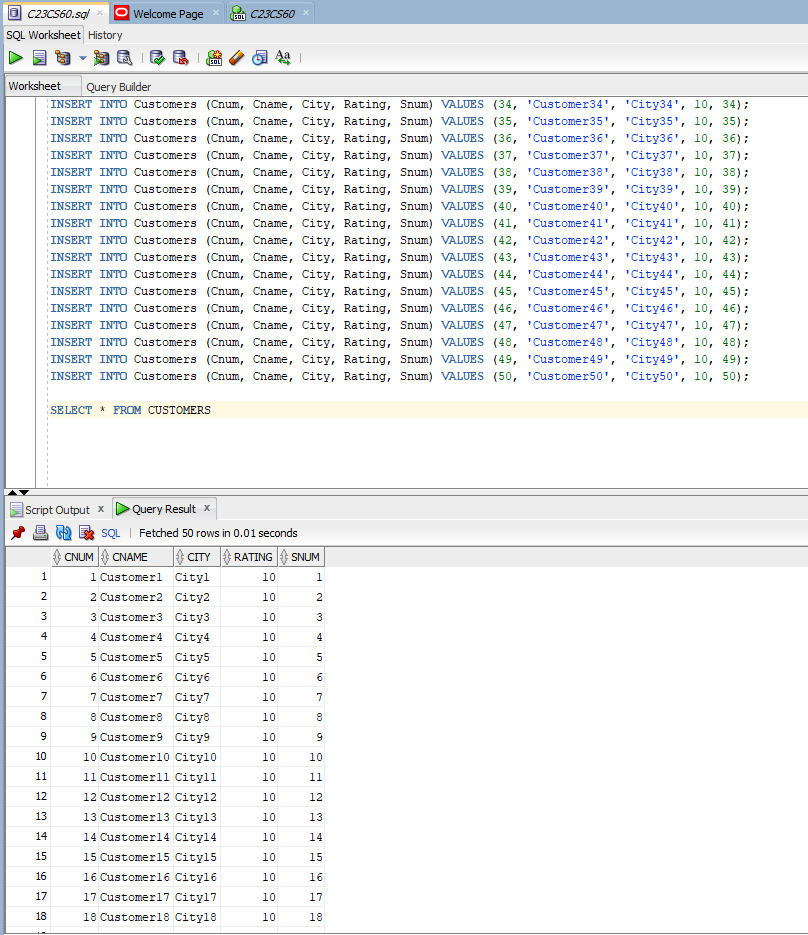 C23CS60.sql Welcome Page C23CS60
SQL Worksheet History
Worksheet Query Builder
INSERT INTO Customers (Cnum, Cname, City, Rating, Snum) VALUES (34, 'Customer34', 'City34', 10, 34);
INSERT INTO Customers (Cnum, Cname, City, Rating, Snum) VALUES (35, 'Customer35', 'City35', 10, 35);
INSERT INTO Customers (Cnum, Cname, City, Rating, Snum) VALUES (36, 'Customer36', 'City36', 10, 36);
INSERT INTO Customers (Cnum, Cname, City, Rating, Snum) VALUES (37, 'Customer37', 'City37', 10, 37);
INSERT INTO Customers (Cnum, Cname, City, Rating, Snum) VALUES (38, 'Customer38', 'City38', 10, 38);
INSERT INTO Customers (Cnum, Cname, City, Rating, Snum) VALUES (39, 'Customer39', 'City39', 10, 39);
INSERT INTO Customers (Cnum, Cname, City, Rating, Snum) VALUES (40, 'Customer40', 'City40', 10, 40);
INSERT INTO Customers (Cnum, Cname, City, Rating, Snum) VALUES (41, 'Customer41', 'City41', 10, 41);
INSERT INTO Customers (Cnum, Cname, City, Rating, Snum) VALUES (42, 'Customer42', 'City42', 10, 42);
INSERT INTO Customers (Cnum, Cname, City, Rating, Snum) VALUES (43, 'Customer43', 'City43', 10, 43);
INSERT INTO Customers (Cnum, Cname, City, Rating, Snum) VALUES (44, 'Customer44', 'City44', 10, 44);
INSERT INTO Customers (Cnum, Cname, City, Rating, Snum) VALUES (45, 'Customer45', 'City45', 10, 45);
INSERT INTO Customers (Cnum, Cname, City, Rating, Snum) VALUES (46, 'Customer46', 'City46', 10, 46);
INSERT INTO Customers (Cnum, Cname, City, Rating, Snum) VALUES (47, 'Customer47', 'City47', 10, 47);
INSERT INTO Customers (Cnum, Cname, City, Rating, Snum) VALUES (48, 'Customer48', 'City48', 10, 48);
INSERT INTO Customers (Cnum, Cname, City, Rating, Snum) VALUES (49, 'Customer49', 'City49', 10, 49);
INSERT INTO Customers (Cnum, Cname, City, Rating, Snum) VALUES (50, 'Customer50', 'City50', 10, 50);
SELECT * FROM CUSTOMERS
Script Output x Query Result x
SQL Fetched 50 rows in 0.01 seconds
CNUM CNAME CITY RATING SNUM
1 1 Customer1 City1 10 1
2 2 Customer2 City2 10 2
3 3 Customer3 City3 10 3
4 4 Customer4 City4 10 4
5 5 Customer5 City5 10 5
6 6 Customer6 City6 10 6
7 7 Customer7 City7 10 7
8 8 Customer8 City8 10 8
9 9 Customer9 City9 10 9
10 10 Customer10 City10 10 10
11 11 Customer11 City11 10 11
12 12 Customer12 City12 10 12
13 13 Customer13 City13 10 13
14 14 Customer14 City14 10 14
15 15 Customer15 City15 10 15
16 16 Customer16 City16 10 16
17 17 Customer17 City17 10 17
18 18 Customer18 City18 10 18